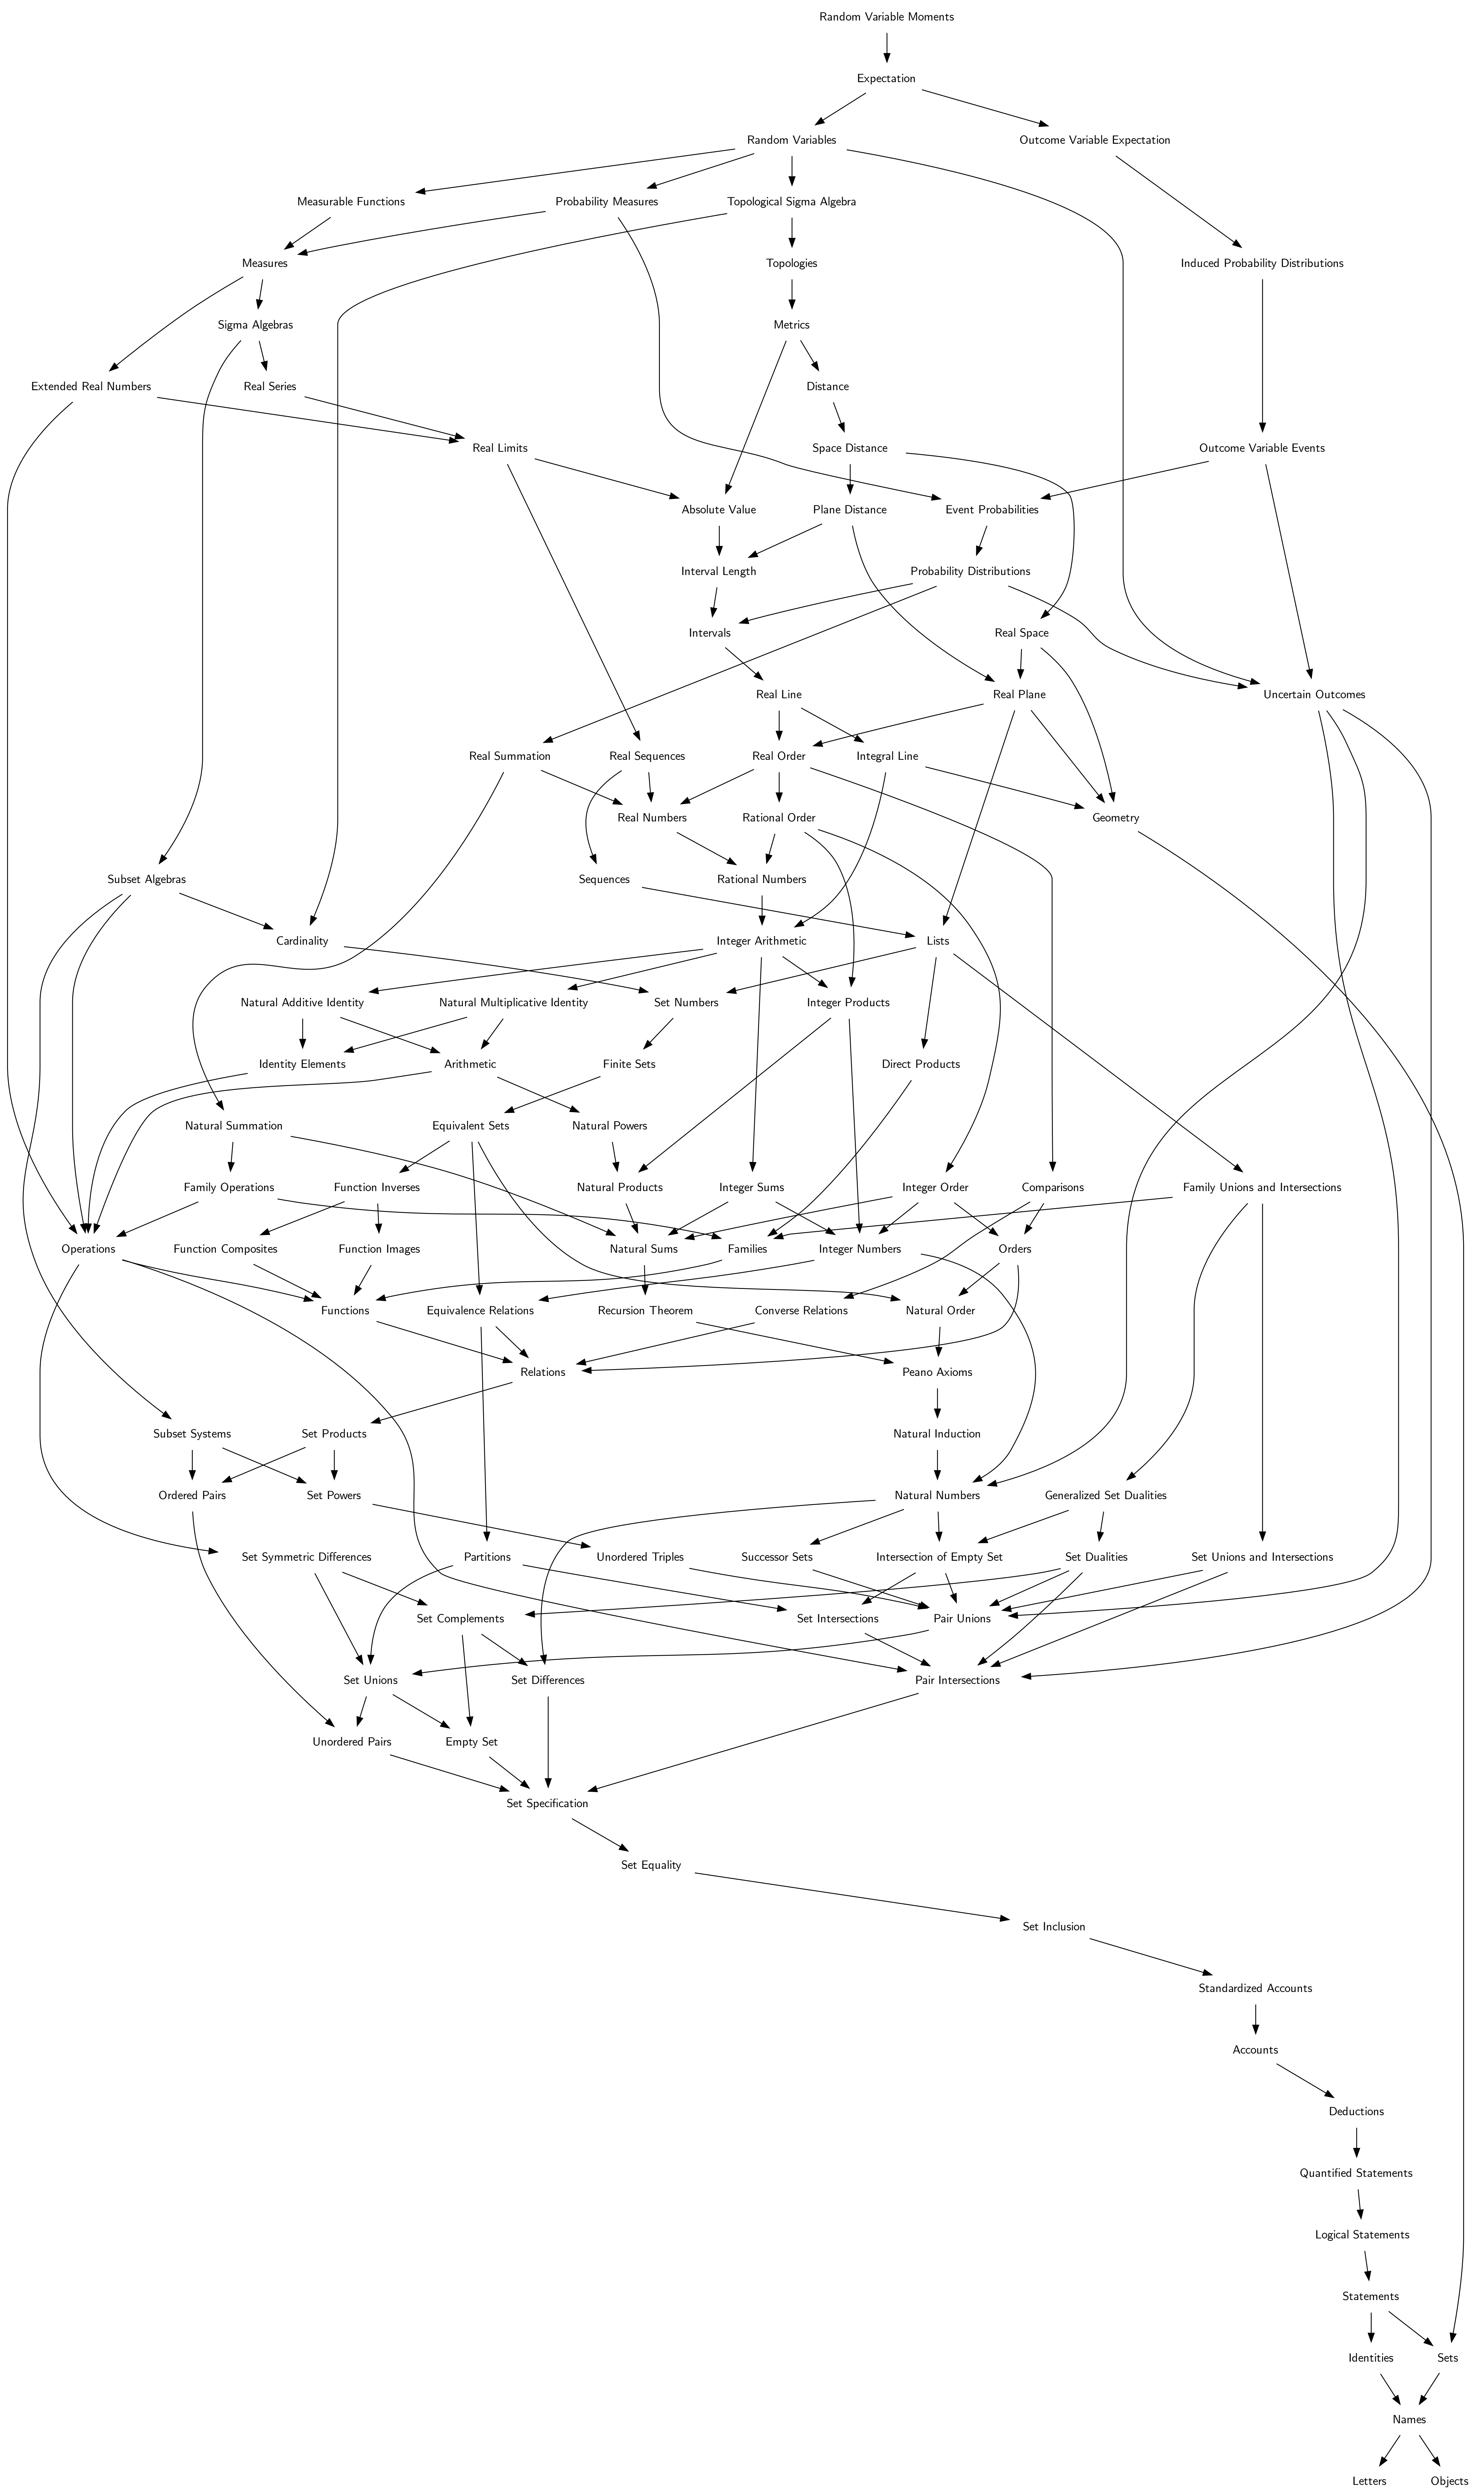 Random Variable Moments
Expectation
Random Variables
Outcome Variable Expectation
Measurable Functions
Probability Measures
Topological Sigma Algebra
Measures
Topologies
Induced Probability Distributions
Sigma Algebras
Metrics
Extended Real Numbers
Real Series
Distance
Real Limits
Space Distance
Outcome Variable Events
Absolute Value
Plane Distance
Event Probabilities
Interval Length
Probability Distributions
Intervals
Real Space
Real Line
Real Plane
Uncertain Outcomes
Real Summation
Real Sequences
Real Order
Integral Line
Real Numbers
Rational Order
Geometry
Subset Algebras
Sequences
Rational Numbers
Cardinality
Integer Arithmetic
Lists
Natural Additive Identity
Natural Multiplicative Identity
Set Numbers
Integer Products
Identity Elements
Arithmetic
Finite Sets
Direct Products
Natural Summation
Equivalent Sets
Natural Powers
Family Operations
Function Inverses
Natural Products
Integer Sums
Integer Order
Comparisons
Family Unions and Intersections
Operations
Function Composites
Function Images
Natural Sums
Families
Integer Numbers
Orders
Functions
Equivalence Relations
Recursion Theorem
Converse Relations
Natural Order
Relations
Peano Axioms
Subset Systems
Set Products
Natural Induction
Ordered Pairs
Set Powers
Natural Numbers
Generalized Set Dualities
Set Symmetric Differences
Partitions
Unordered Triples
Successor Sets
Intersection of Empty Set
Set Dualities
Set Unions and Intersections
Set Complements
Set Intersections
Pair Unions
Set Unions
Set Differences
Pair Intersections
Unordered Pairs
Empty Set
Set Specification
Set Equality
Set Inclusion
Standardized Accounts
Accounts
Deductions
Quantified Statements
Logical Statements
Statements
Identities
Sets
Names
Letters
Objects